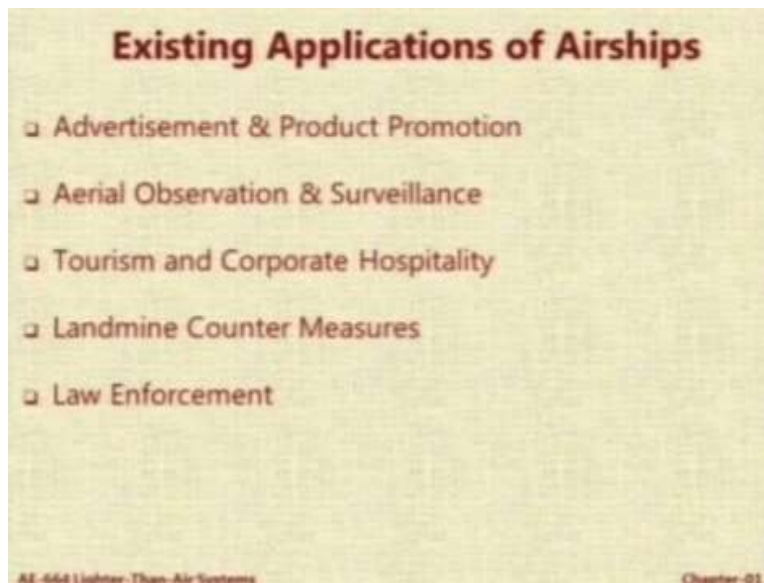 Existing Applications of Airships
Advertisement & Product Promotion
Aerial Observation & Surveillance
Tourism and Corporate Hospitality
Landmine Counter Measures
Law Enforcement
AE-664 Lighter-Than-Air Systems
Chapter-01